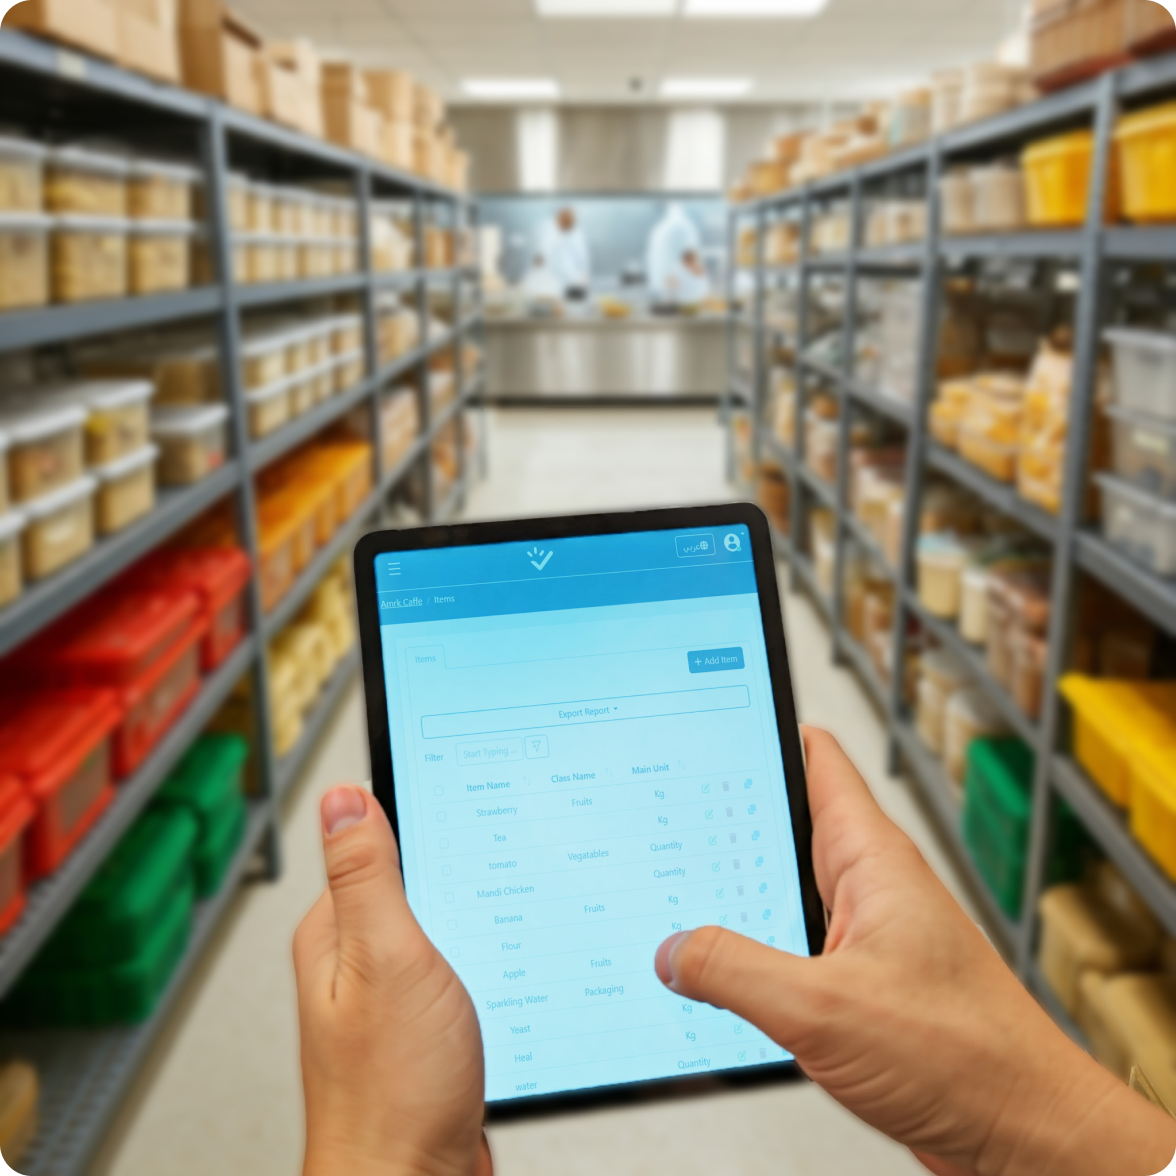 عربي
Amrk Caffe / Items
Items
+ Add Item
Export Report
Filter Start Typing ...
Item Name Class Name Main Unit
Strawberry Fruits Kg
Tea Kg
tomato Vegatables Quantity
Mandi Chicken Quantity
Banana Fruits Kg
Flour Kg
Apple Fruits
Sparkling Water Packaging Kg
Yeast Kg
Heal Quantity
water